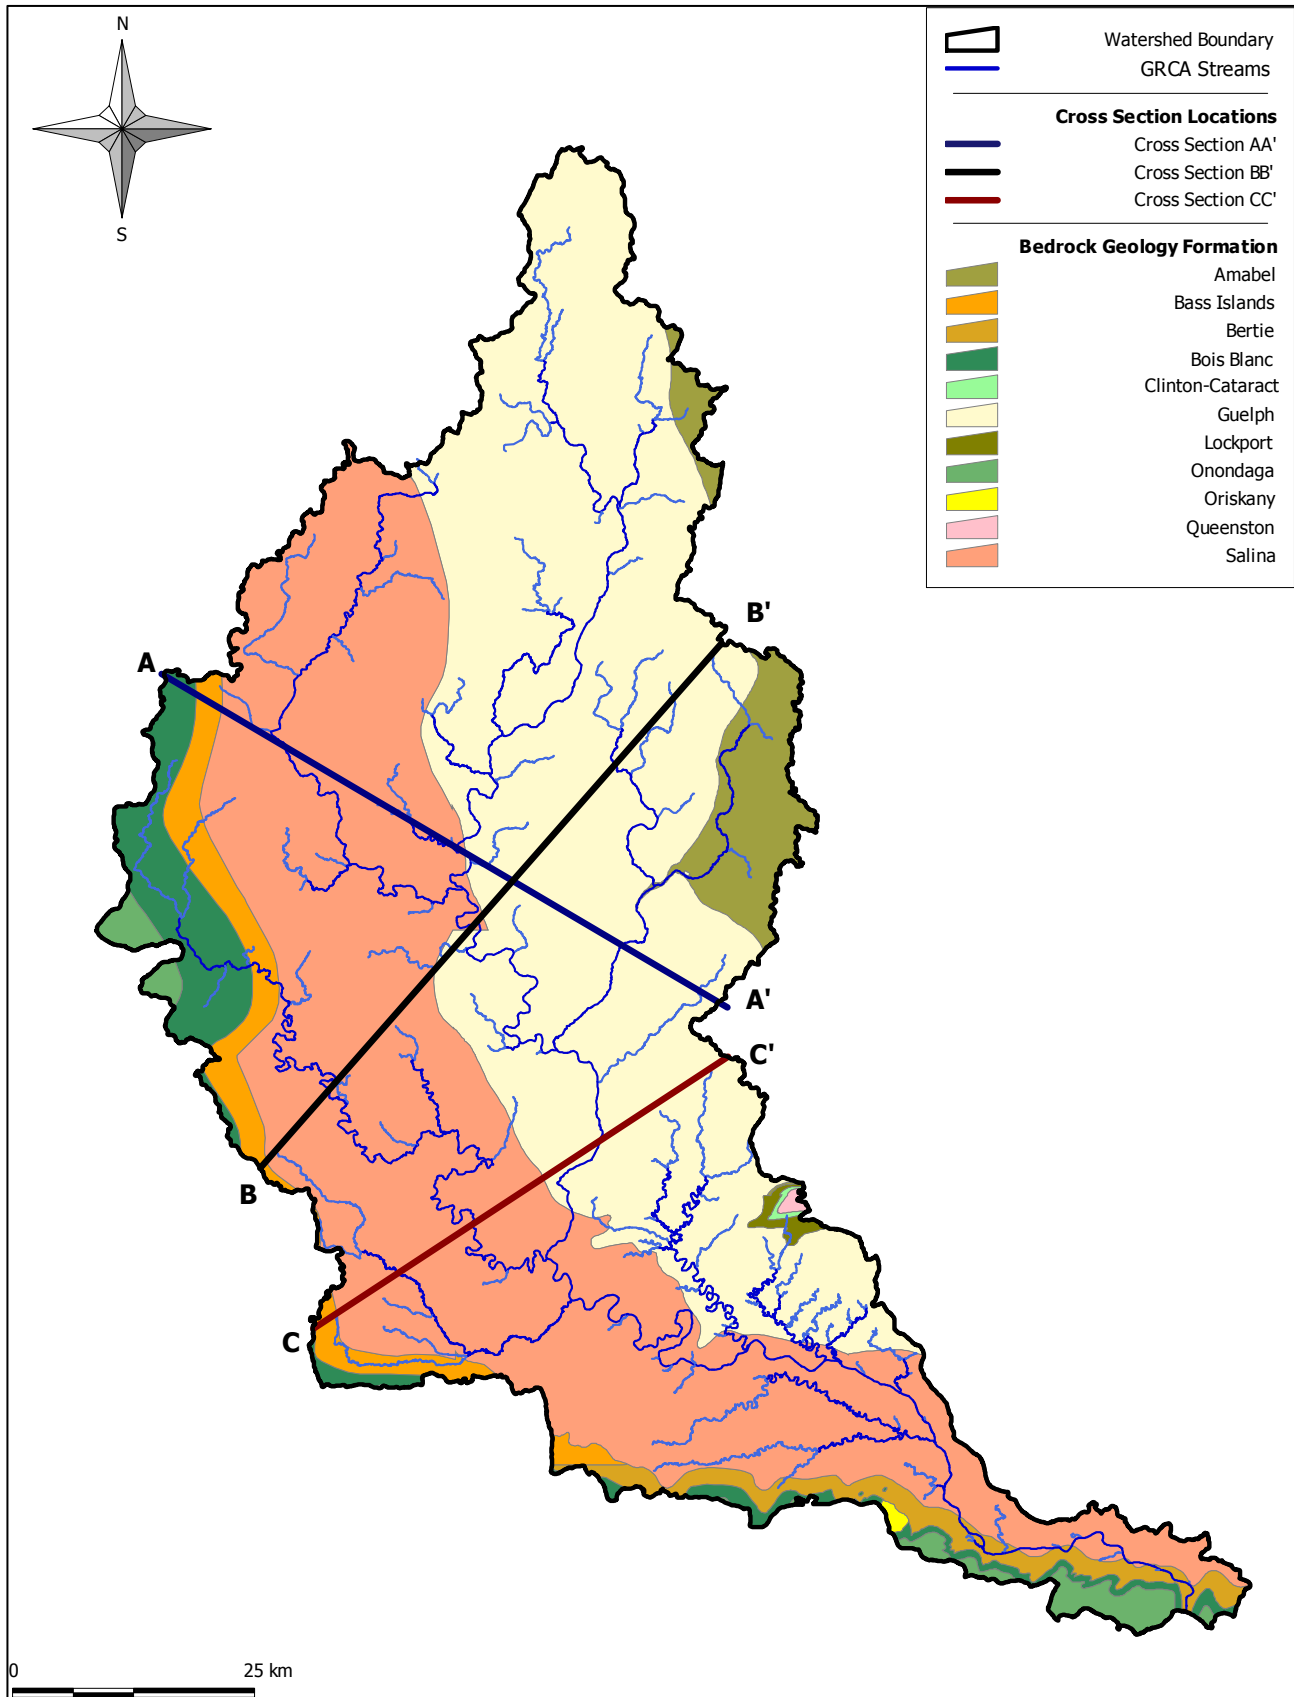 N
S
Watershed Boundary
GRCA Streams
Cross Section Locations
Cross Section AA'
Cross Section BB'
Cross Section CC'
Bedrock Geology Formation
Amabel
Bass Islands
Bertie
Bois Blanc
Clinton-Cataract
Guelph
Lockport
Onondaga
Oriskany
Queenston
Salina
B'
A
A'
C'
B
C
0 25 km